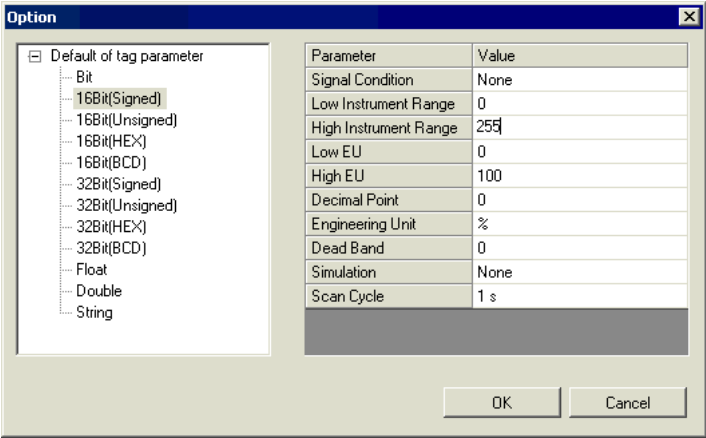 Option
Default of tag parameter
Bit
16Bit(Signed)
16Bit(Unsigned)
16Bit(HEX)
16Bit(BCD)
32Bit(Signed)
32Bit(Unsigned)
32Bit(HEX)
32Bit(BCD)
Float
Double
String
Parameter Value
Signal Condition None
Low Instrument Range 0
High Instrument Range 255
Low EU 0
High EU 100
Decimal Point 0
Engineering Unit %
Dead Band 0
Simulation None
Scan Cycle 1 s
OK Cancel